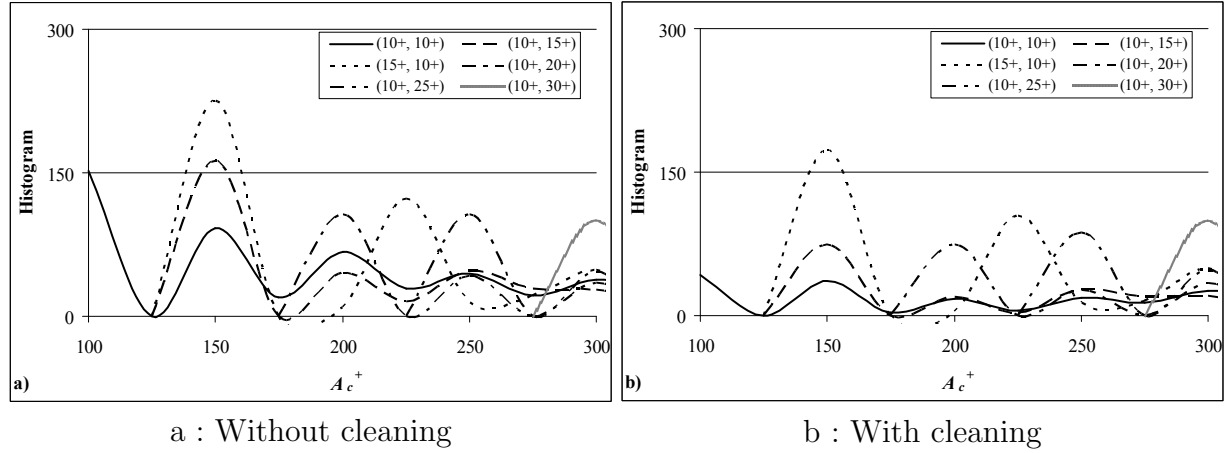 300
150
0
Histogram
(10+, 10+) (10+, 15+)
(15+, 10+) (10+, 20+)
(10+, 25+) (10+, 30+)
100 150 200 250 300
a) A c +
a : Without cleaning
300
150
0
Histogram
(10+, 10+) (10+, 15+)
(15+, 10+) (10+, 20+)
(10+, 25+) (10+, 30+)
100 150 200 250 300
b) A c +
b : With cleaning